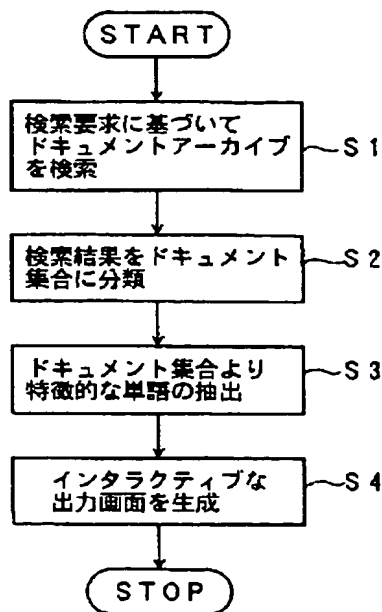 START
検索要求に基づいて
ドキュメントアーカイブ
を検索
S1
検索結果をドキュメント
集合に分類
S2
ドキュメント集合より
特徴的な単語の抽出
S3
インタラクティブな
出力画面を生成
S4
STOP